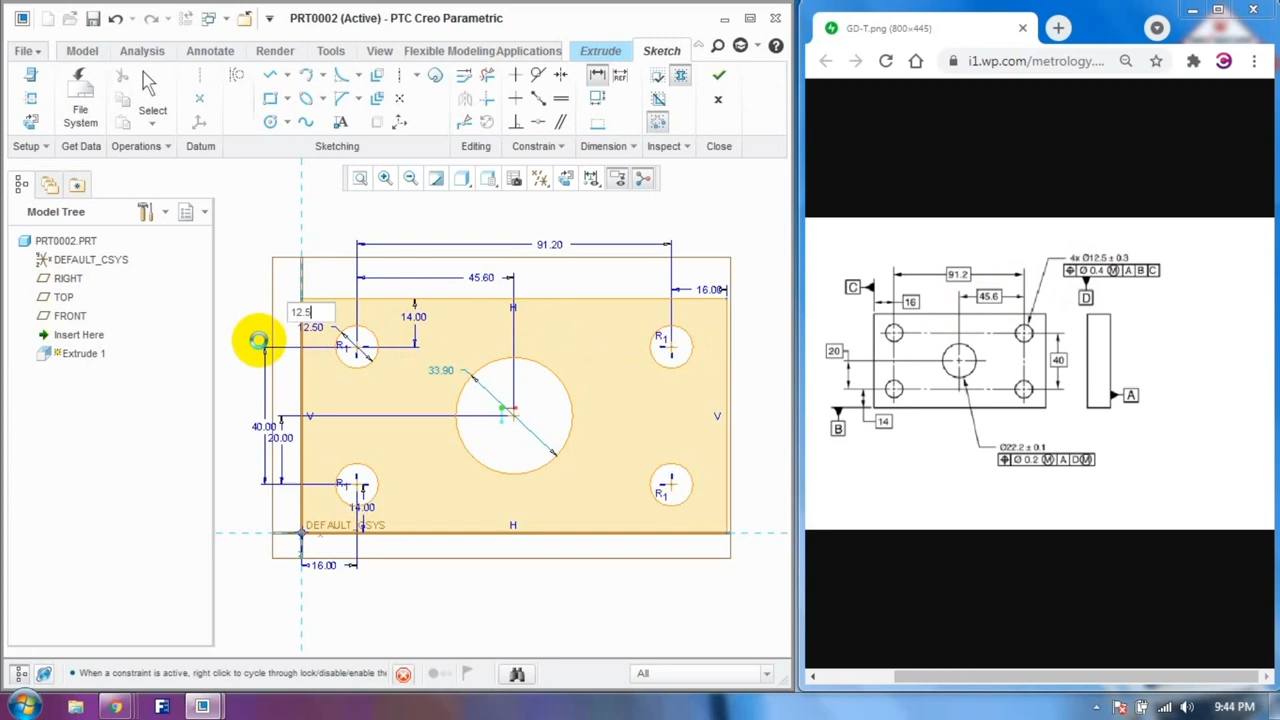 PRT0002 (Active) - PTC Creo Parametric
File
Model
Analysis
Annotate
Render
Tools
View
Flexible Modeling
Applications
Extrude
Sketch
File
System
Select
Setup
Get Data
Operations
Datum
Sketching
Editing
Constrain
Dimension
Inspect
Close
Model Tree
PRT0002.PRT
DEFAULT_CSYS
RIGHT
TOP
FRONT
Insert Here
Extrude 1
91.20
45.60
16.00
12.5
12.50
14.00
H
R1
R1
33.90
V
V
40.00
20.00
R1
R1
14.00
DEFAULT_CSYS
H
16.00
When a constraint is active, right click to cycle through lock/disable/enable the
All
GD-T.png (800×445)
i1.wp.com/metrology,...
4x Ø12.5 ± 0.3
Ø 0.4 Ⓜ A B C
91.2
C
16
45.6
D
20
40
A
B
14
Ø22.2 ± 0.1
Ø 0.2 Ⓜ A DⓂ
9:44 PM